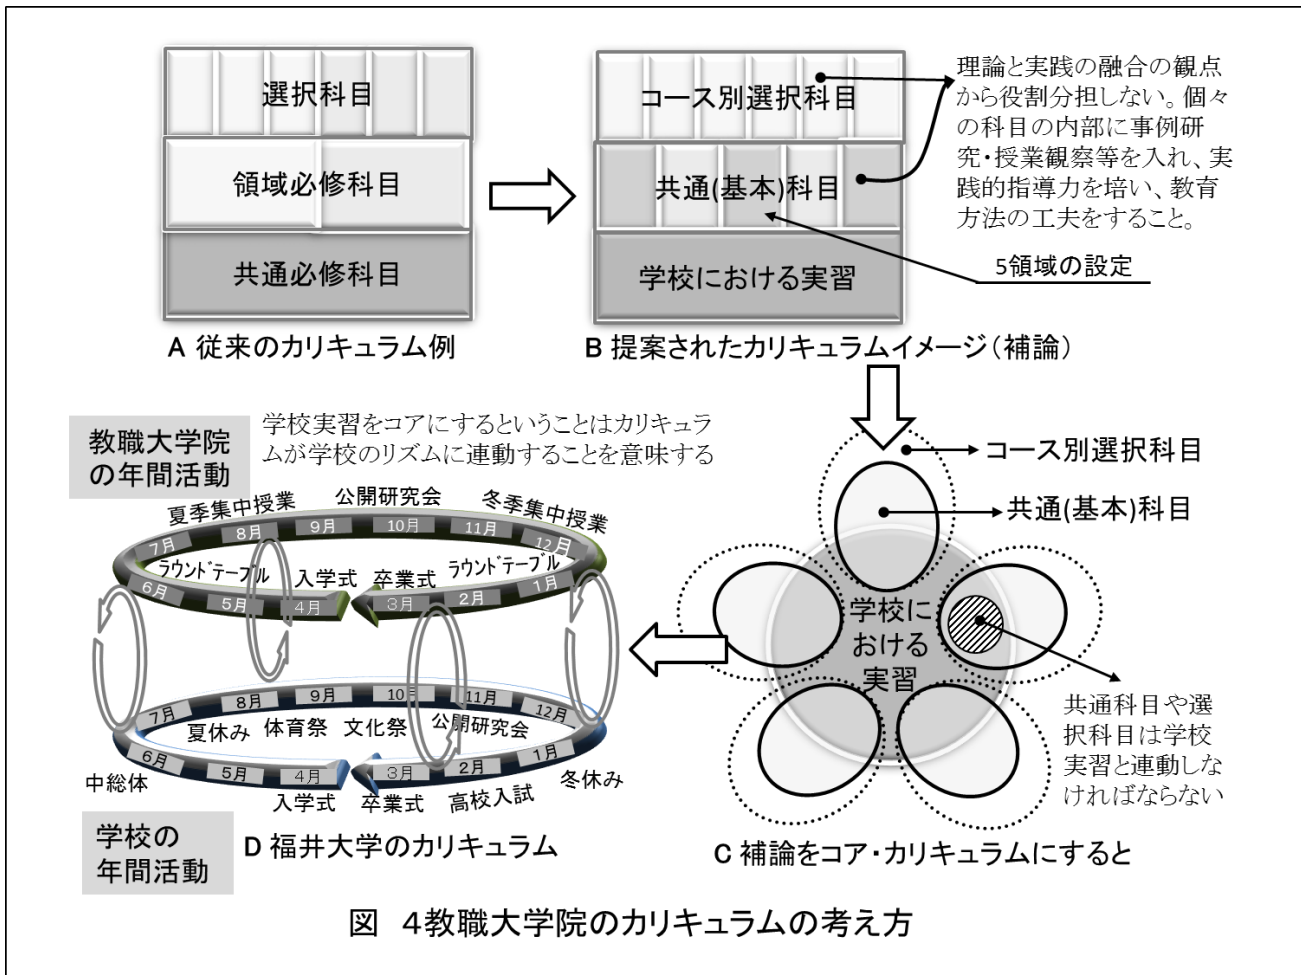 選択科目
領域必修科目
共通必修科目
A 従来のカリキュラム例
コース別選択科目
共通(基本)科目
学校における実習
B 提案されたカリキュラムイメージ(補論)
理論と実践の融合の観点
から役割分担しない。個々
の科目の内部に事例研
究・授業観察等を入れ、実
践的指導力を培い、教育
方法の工夫をすること。
5領域の設定
コース別選択科目
共通(基本)科目
学校に
おける
実習
共通科目や選
択科目は学校
実習と連動しな
ければならない
C 補論をコア・カリキュラムにすると
教職大学院
の年間活動
学校実習をコアにするということはカリキュラ
ムが学校のリズムに連動することを意味する
夏季集中授業
公開研究会
冬季集中授業
7月
8月
9月
10月
11月
12月
ラウンドテーブル
入学式
卒業式
ラウンドテーブル
6月
5月
4月
3月
2月
1月
7月
8月
9月
10月
11月
12月
夏休み
体育祭
文化祭
公開研究会
6月
5月
4月
3月
2月
1月
中総体
入学式
卒業式
高校入試
冬休み
学校の
年間活動
D 福井大学のカリキュラム
図 4教職大学院のカリキュラムの考え方